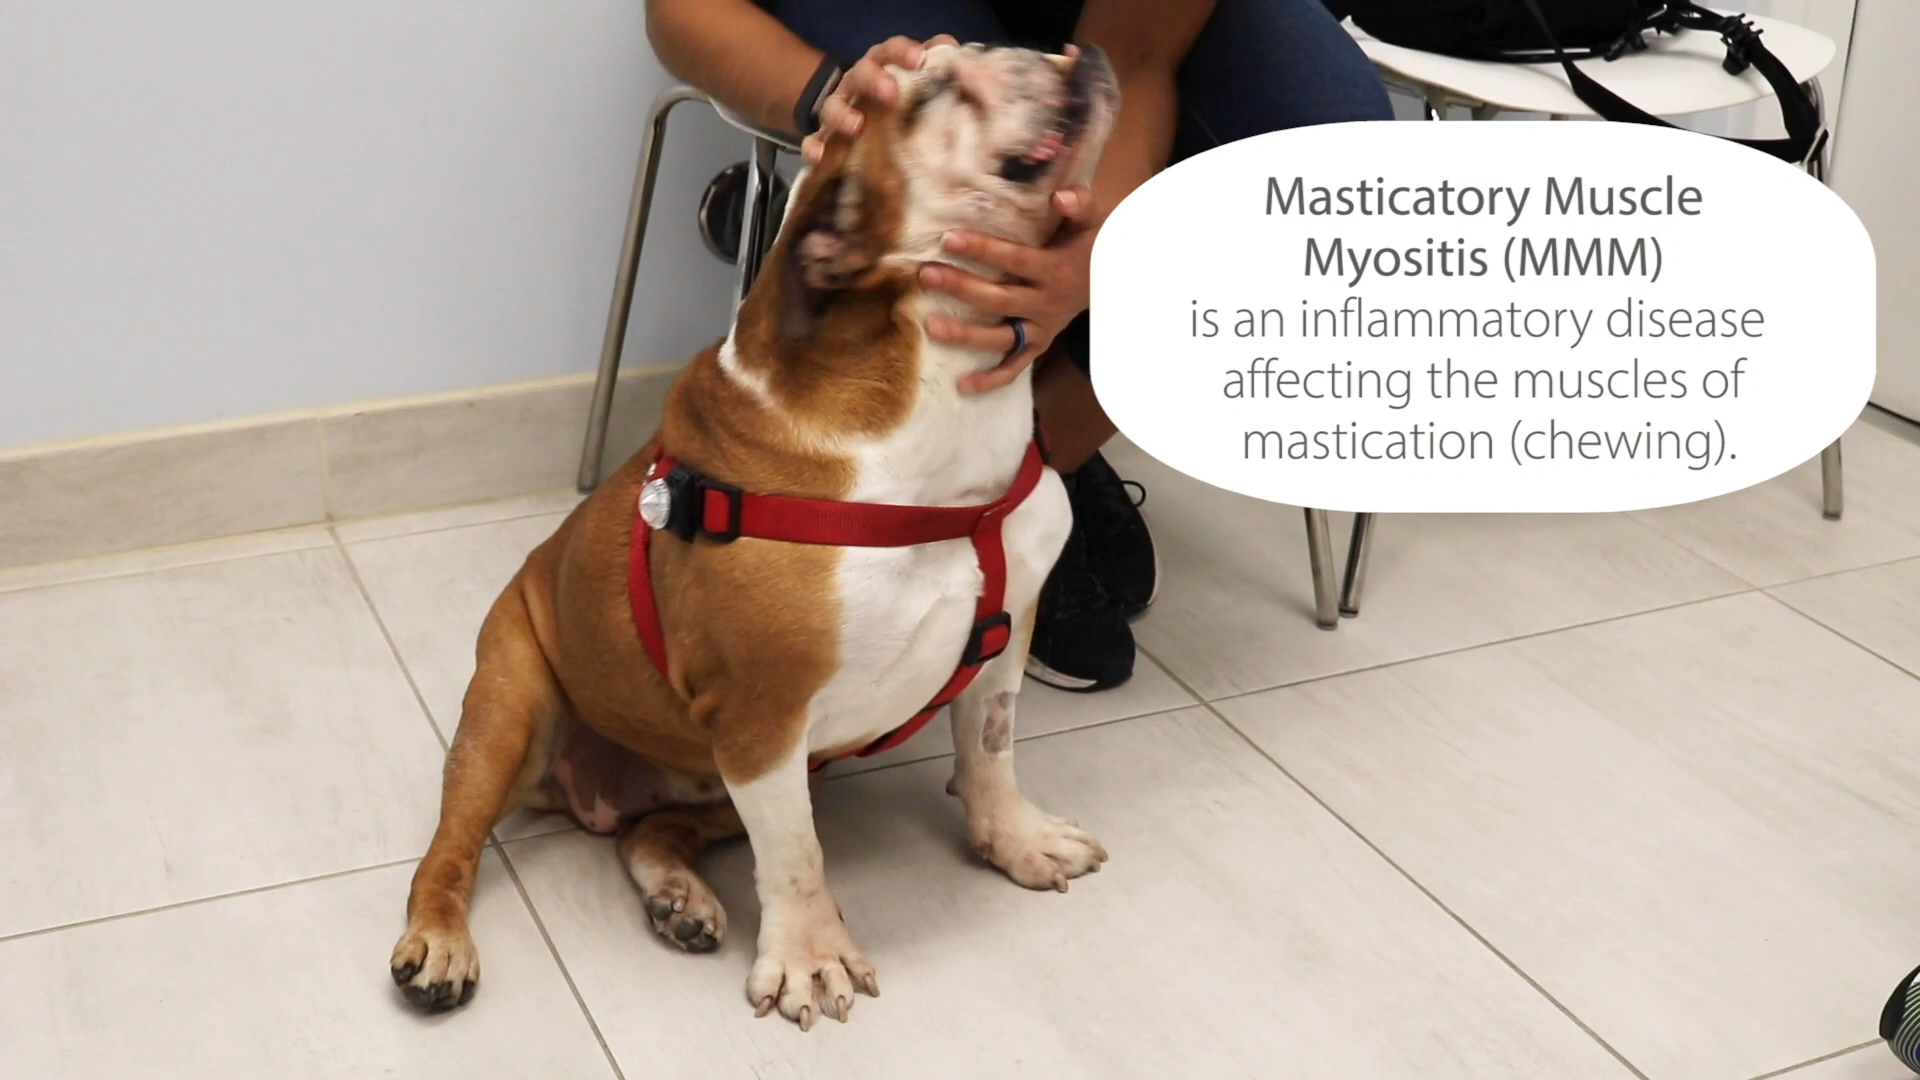 Masticatory Muscle
Myositis (MMM)
is an inflammatory disease
affecting the muscles of
mastication (chewing).